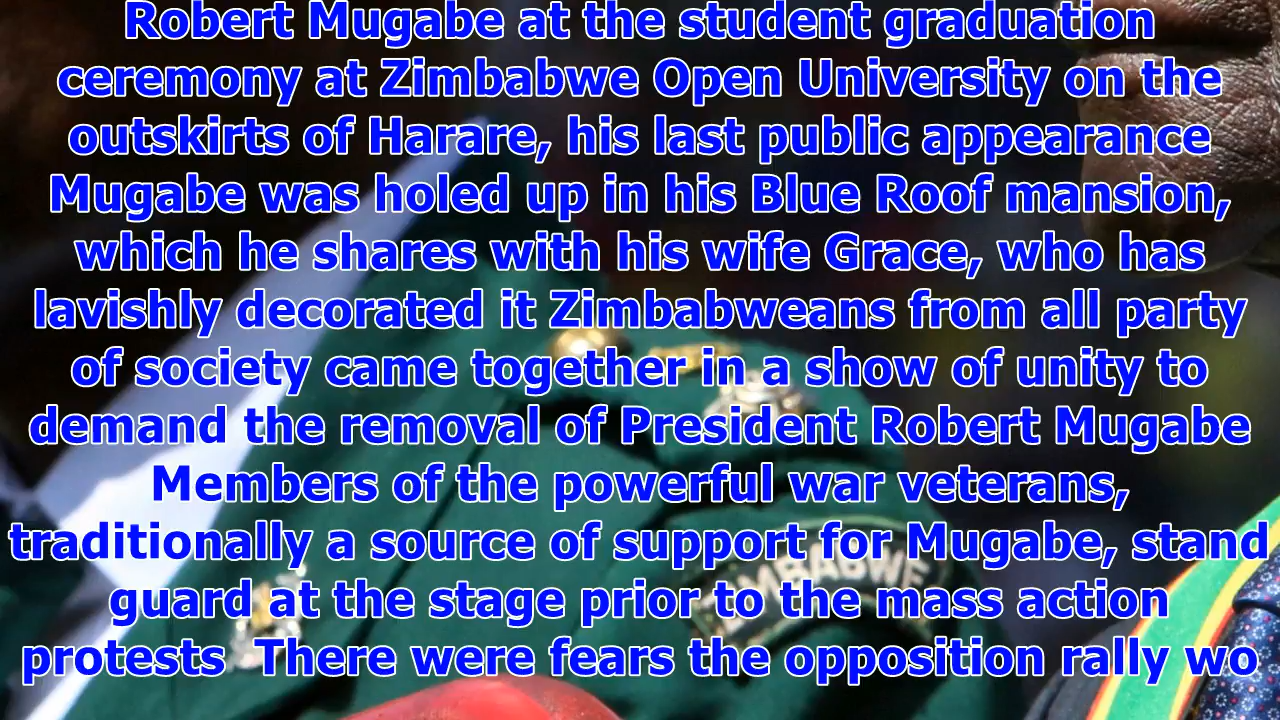 Robert Mugabe at the student graduation
ceremony at Zimbabwe Open University on the
outskirts of Harare, his last public appearance
Mugabe was holed up in his Blue Roof mansion,
which he shares with his wife Grace, who has
lavishly decorated it Zimbabweans from all party
of society came together in a show of unity to
demand the removal of President Robert Mugabe
Members of the powerful war veterans,
traditionally a source of support for Mugabe, stand
guard at the stage prior to the mass action
protests  There were fears the opposition rally wo
ZIMBABWE